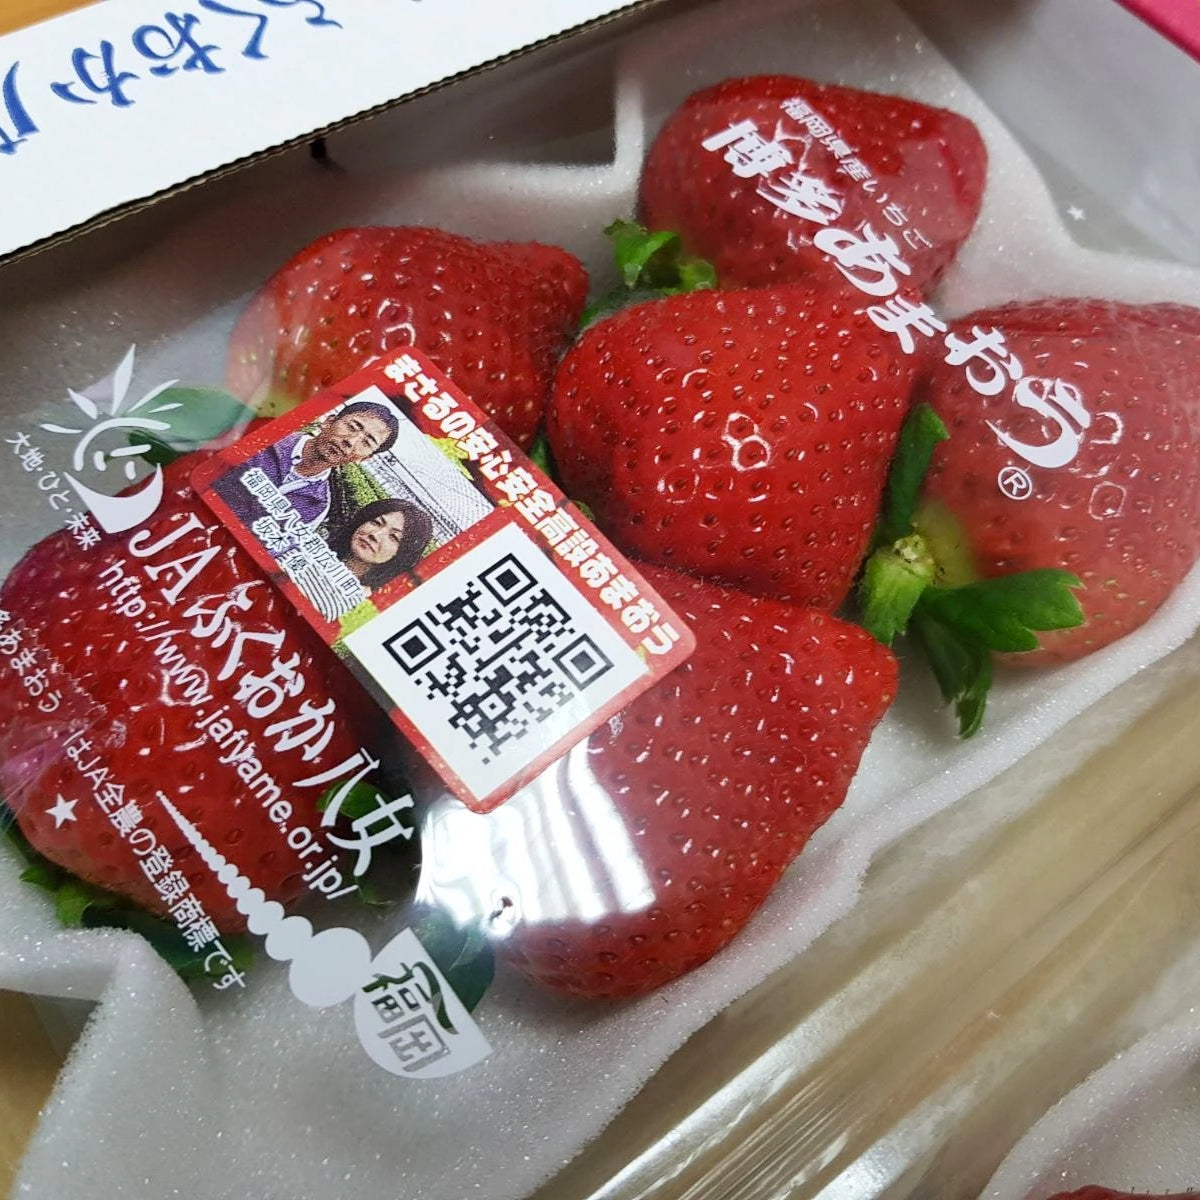 ふくおか八
福岡県産いちご
博多あまおう®
まさるの安心安全高設あまおう
福岡県八女郡広川町
大地・ひと・未来
JAふくおか八女
http://www.jafyame.or.jp/
あまおう はJA全農の登録商標です
福岡